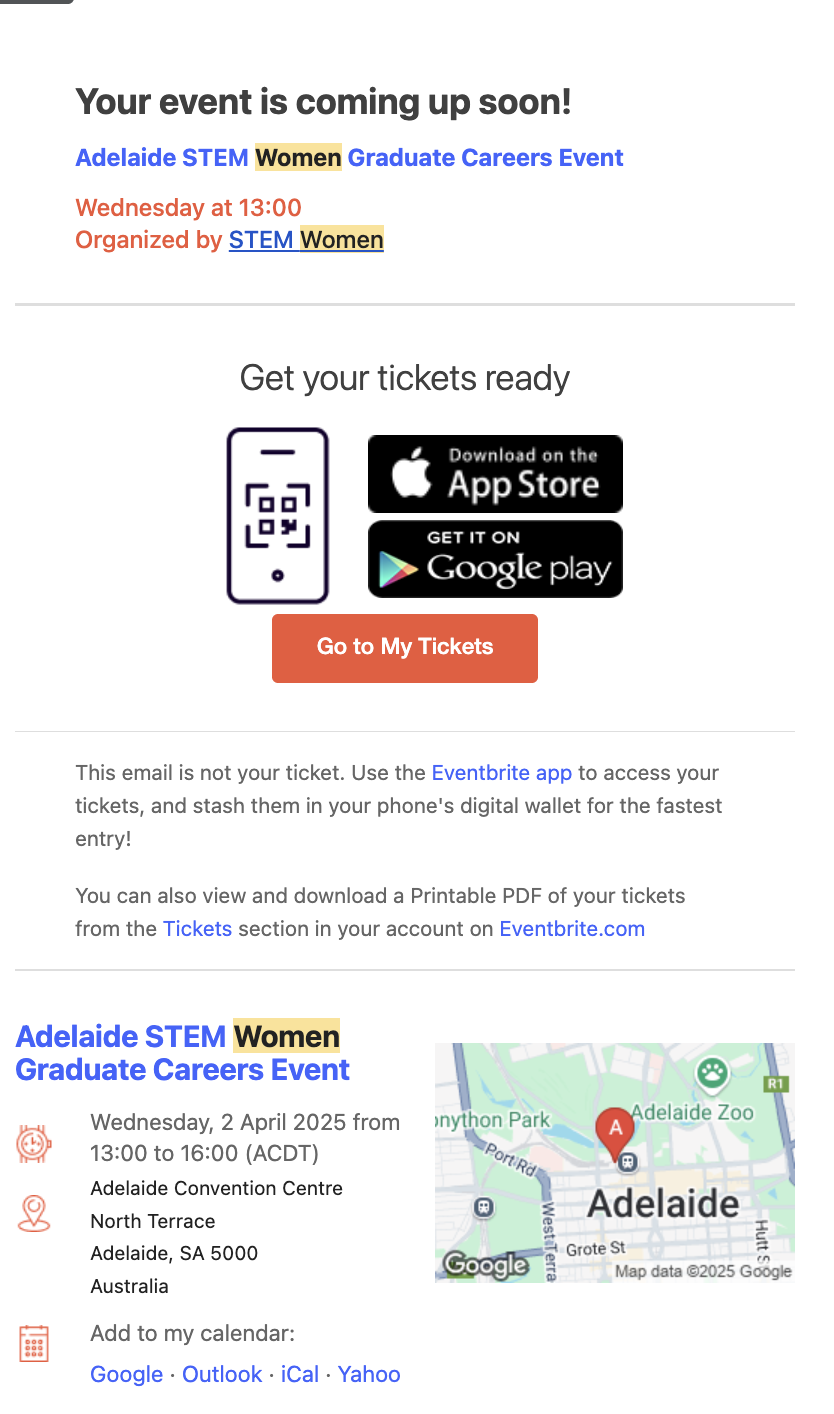 Your event is coming up soon!
Adelaide STEM Women Graduate Careers Event
Wednesday at 13:00
Organized by STEM Women
Get your tickets ready
Download on the
App Store
GET IT ON
Google play
Go to My Tickets
This email is not your ticket. Use the Eventbrite app to access your
tickets, and stash them in your phone's digital wallet for the fastest
entry!
You can also view and download a Printable PDF of your tickets
from the Tickets section in your account on Eventbrite.com
Adelaide STEM Women
Graduate Careers Event
Wednesday, 2 April 2025 from
13:00 to 16:00 (ACDT)
Adelaide Convention Centre
North Terrace
Adelaide, SA 5000
Australia
Add to my calendar:
Google · Outlook · iCal · Yahoo
R1
onython Park
Adelaide Zoo
A
Port Rd
Adelaide
West Terra
Grote St
Hutt S
Google
Map data ©2025 Google